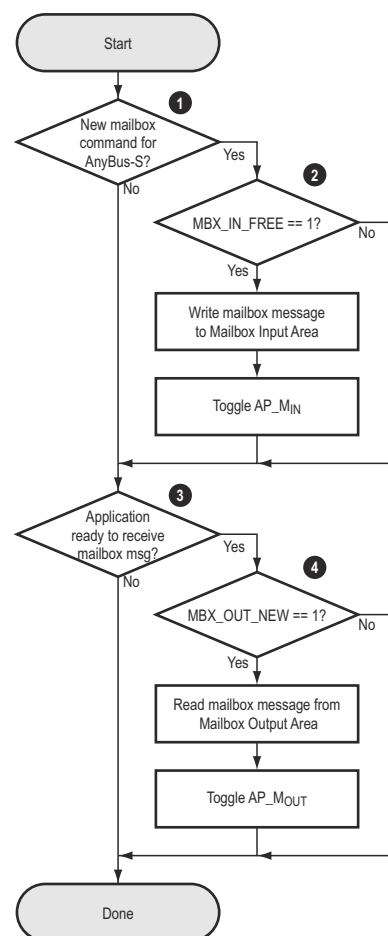 Start
1
New mailbox
command for
AnyBus-S?
Yes
No
2
MBX_IN_FREE == 1?
No
Yes
Write mailbox message
to Mailbox Input Area
Toggle AP_MIN
3
Application
ready to receive
mailbox msg?
Yes
No
4
MBX_OUT_NEW == 1?
No
Yes
Read mailbox message from
Mailbox Output Area
Toggle AP_MOUT
Done